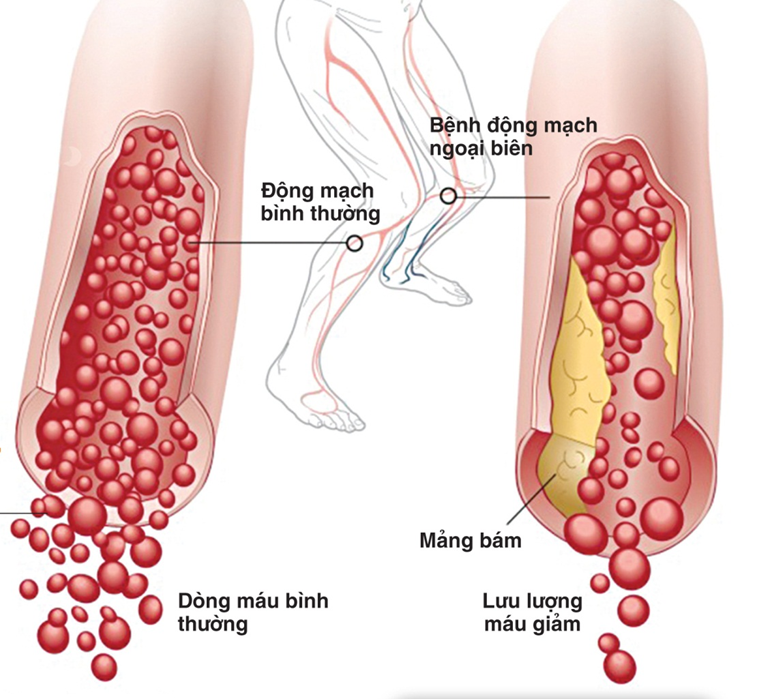 Bệnh động mạch
ngoại biên
Động mạch
bình thường
Mảng bám
Dòng máu bình
thường
Lưu lượng
máu giảm